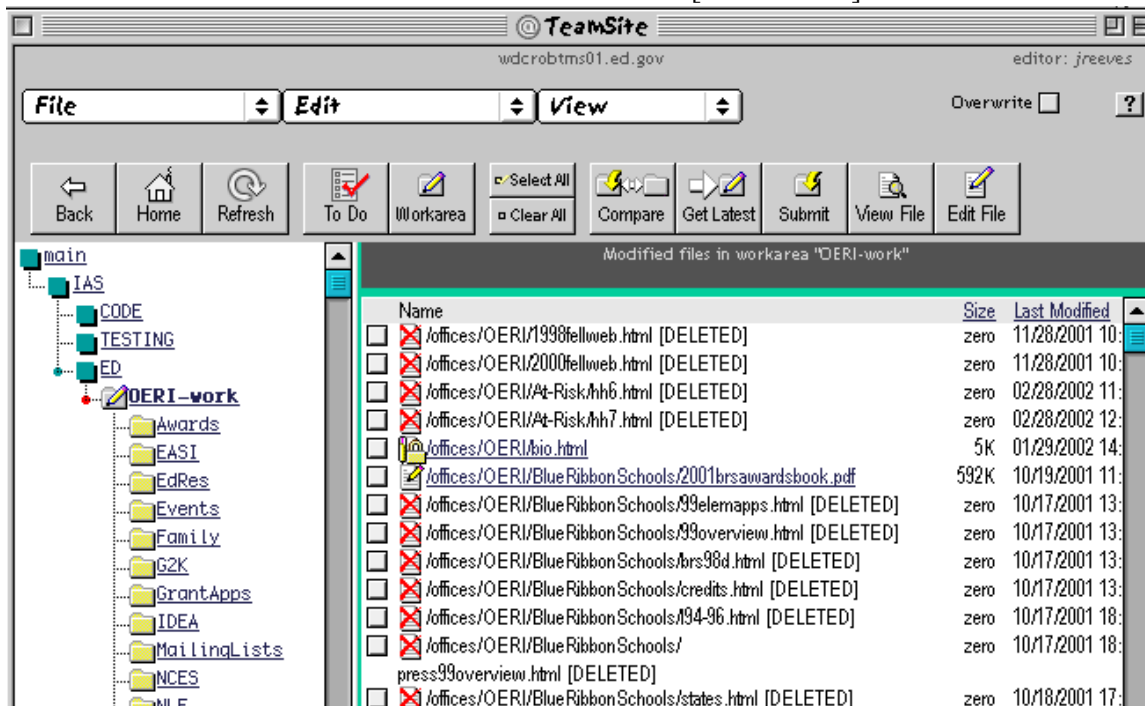 TeamSite
wdcrobtms01.ed.gov
editor: jreeves
File
Edit
View
Overwrite
?
Back
Home
Refresh
To Do
Workarea
Select All
Clear All
Compare
Get Latest
Submit
View File
Edit File
main
IAS
CODE
TESTING
ED
OERI-work
Awards
EASI
EdRes
Events
Family
G2K
GrantApps
IDEA
MailingLists
NCES
Modified files in workarea "OERI-work"
Name Size Last Modified
/offices/OERI/1998fellweb.html [DELETED] zero 11/28/2001 10:
/offices/OERI/2000fellweb.html [DELETED] zero 11/28/2001 10:
/offices/OERI/At-Risk/hh6.html [DELETED] zero 02/28/2002 11:
/offices/OERI/At-Risk/hh7.html [DELETED] zero 02/28/2002 12:
/offices/OERI/bio.html 5K 01/29/2002 14:
/offices/OERI/BlueRibbonSchools/2001brsawardsbook.pdf 592K 10/19/2001 11:
/offices/OERI/BlueRibbonSchools/99elemapps.html [DELETED] zero 10/17/2001 13:
/offices/OERI/BlueRibbonSchools/99overview.html [DELETED] zero 10/17/2001 13:
/offices/OERI/BlueRibbonSchools/brs98d.html [DELETED] zero 10/17/2001 13:
/offices/OERI/BlueRibbonSchools/credits.html [DELETED] zero 10/17/2001 13:
/offices/OERI/BlueRibbonSchools/l94-96.html [DELETED] zero 10/17/2001 18:
/offices/OERI/BlueRibbonSchools/ zero 10/17/2001 18:
press99overview.html [DELETED]
/offices/OERI/BlueRibbonSchools/states.html [DELETED] zero 10/18/2001 17: